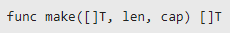 func make([]T, len, cap) []T